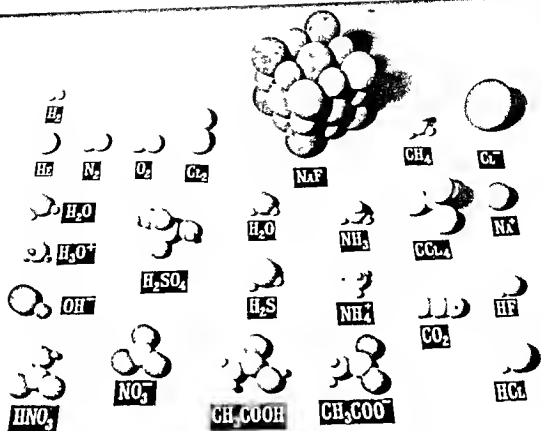 H₂
HE
N₂
O₂
CL₂
NAF
CH₄
CL⁻
H₂O
H₂O
NH₃
CCL₄
NA⁺
H₃O⁺
H₂SO₄
H₂S
NH₄⁺
CO₂
HF
OH⁻
HNO₃
NO₃⁻
CH₃COOH
CH₃COO⁻
HCL